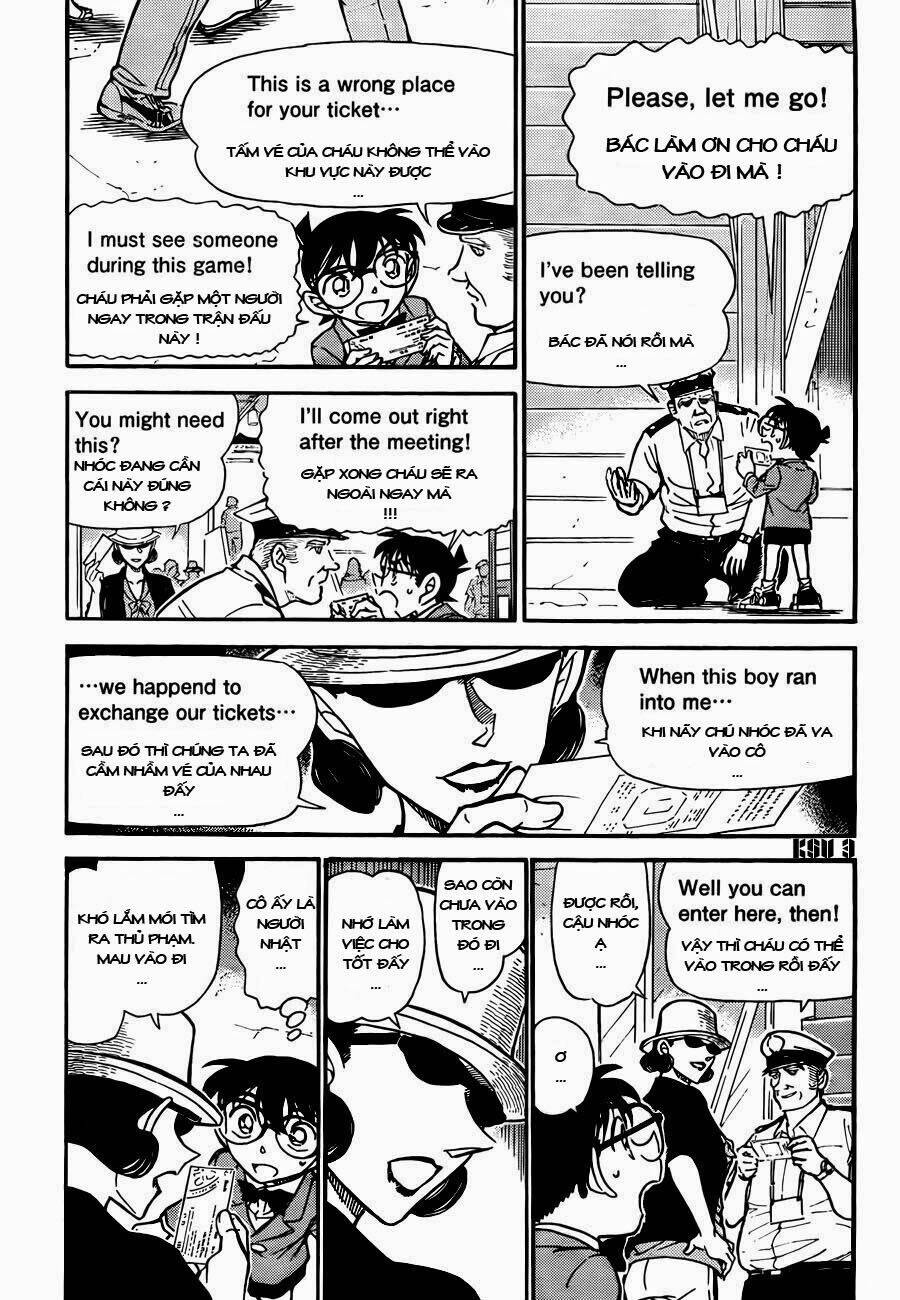 Please, let me go!
BÁC LÀM ƠN CHO CHÁU
VÀO ĐI MÀ !
I've been telling
you?
BÁC ĐÃ NÓI RỒI MÀ
...
This is a wrong place
for your ticket...
TẤM VÉ CỦA CHÁU KHÔNG THỂ VÀO
KHU VỰC NÀY ĐƯỢC
...
I must see someone
during this game!
CHÁU PHẢI GẶP MỘT NGƯỜI
NGAY TRONG TRẬN ĐẤU
NÀY !
I'll come out right
after the meeting!
GẶP XONG CHÁU SẼ RA
NGOÀI NGAY MÀ
!!!
You might need
this?
NHÓC ĐANG CẦN
CÁI NÀY ĐÚNG
KHÔNG ?
When this boy ran
into me...
KHI NÃY CHÚ NHÓC ĐÃ VA
VÀO CÔ
...
...we happend to
exchange our tickets...
SAU ĐÓ THÌ CHÚNG TA ĐÃ
CẦM NHẦM VÉ CỦA NHAU
ĐẤY
...
KSV 3
Well you can
enter here, then!
VẬY THÌ CHÁU CÓ THỂ
VÀO TRONG RỒI ĐẤY
...
ĐƯỢC RỒI,
CẬU NHÓC
Ạ
...
Ơ
...
SAO CÒN
CHƯA VÀO
TRONG
ĐÓ ĐI
...
NHỚ LÀM
VIỆC CHO
TỐT ĐẤY
...
CÔ ẤY LÀ
NGƯỜI
NHẬT
...
KHÓ LẮM MÓI TÌM
RA THỦ PHẠM.
MAU VÀO ĐI
...